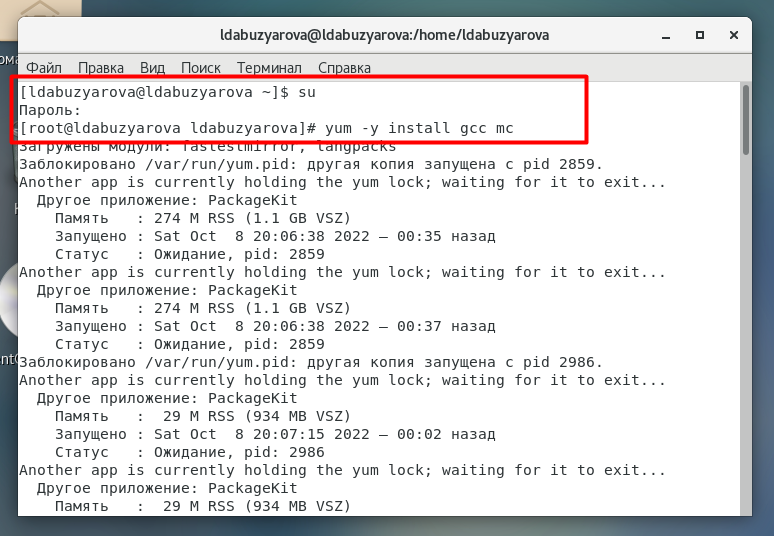 ldabuzyarova@ldabuzyarova:/home/ldabuzyarova
Файл Правка Вид Поиск Терминал Справка
[ldabuzyarova@ldabuzyarova ~]$ su
Пароль:
[root@ldabuzyarova ldabuzyarova]# yum -y install gcc mc
Загружены модули: fastestmirror, langpacks
Заблокировано /var/run/yum.pid: другая копия запущена с pid 2859.
Another app is currently holding the yum lock; waiting for it to exit...
  Другое приложение: PackageKit
    Память   : 274 M RSS (1.1 GB VSZ)
    Запущено : Sat Oct  8 20:06:38 2022 — 00:35 назад
    Статус   : Ожидание, pid: 2859
Another app is currently holding the yum lock; waiting for it to exit...
  Другое приложение: PackageKit
    Память   : 274 M RSS (1.1 GB VSZ)
    Запущено : Sat Oct  8 20:06:38 2022 — 00:37 назад
    Статус   : Ожидание, pid: 2859
Заблокировано /var/run/yum.pid: другая копия запущена с pid 2986.
Another app is currently holding the yum lock; waiting for it to exit...
  Другое приложение: PackageKit
    Память   :  29 M RSS (934 MB VSZ)
    Запущено : Sat Oct  8 20:07:15 2022 — 00:02 назад
    Статус   : Ожидание, pid: 2986
Another app is currently holding the yum lock; waiting for it to exit...
  Другое приложение: PackageKit
    Память   :  29 M RSS (934 MB VSZ)